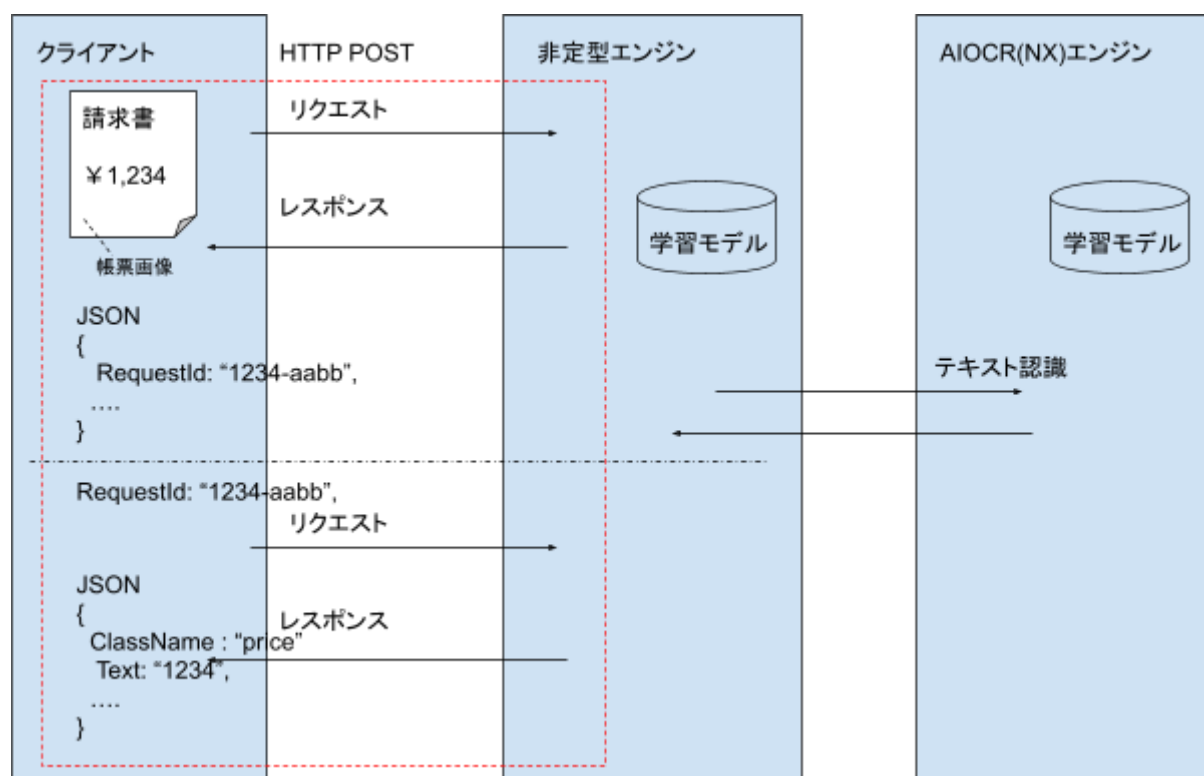 クライアント
HTTP POST
非定型エンジン
AIOCR(NX)エンジン
請求書
￥1,234
帳票画像
リクエスト
レスポンス
学習モデル
学習モデル
JSON
{
RequestId: “1234-aabb”,
….
}
テキスト認識
RequestId: “1234-aabb”,
リクエスト
JSON
{
ClassName : “price”
Text: “1234”,
….
}
レスポンス